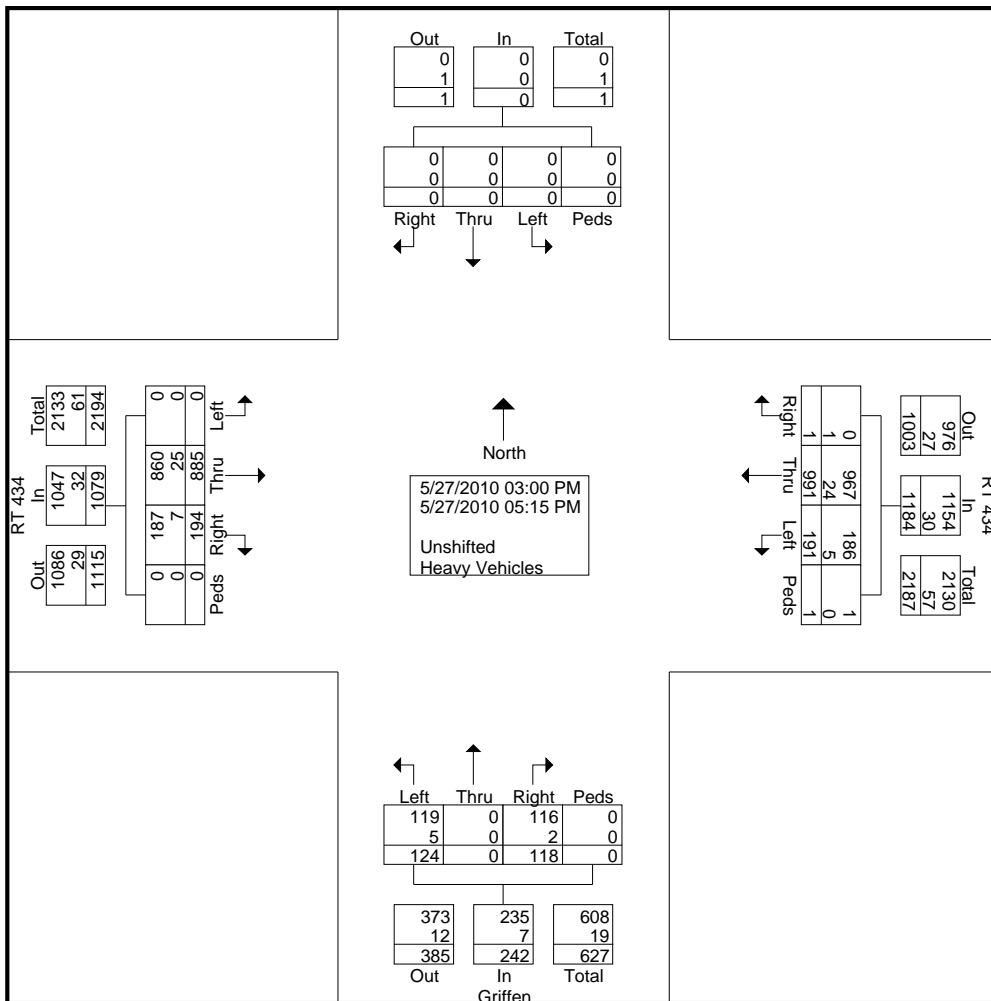 Out In Total
0 0 0
1 0 1
1 0 1
0 0 0 0
0 0 0 0
0 0 0 0
Right Thru Left Peds
RT 434
Total In Out
2133 1047 1086
61 32 29
2194 1079 1115
0 860 187 0
0 25 7 0
0 885 194 0
Left Thru Right Peds
North
5/27/2010 03:00 PM
5/27/2010 05:15 PM
Unshifted
Heavy Vehicles
RT 434
Out In Total
976 1154 2130
27 30 57
1003 1184 2187
0 967 186 1
1 24 5 0
1 991 191 1
Right Thru Left Peds
Left Thru Right Peds
119 0 116 0
5 0 2 0
124 0 118 0
373 235 608
12 7 19
385 242 627
Out In Total
Griffen